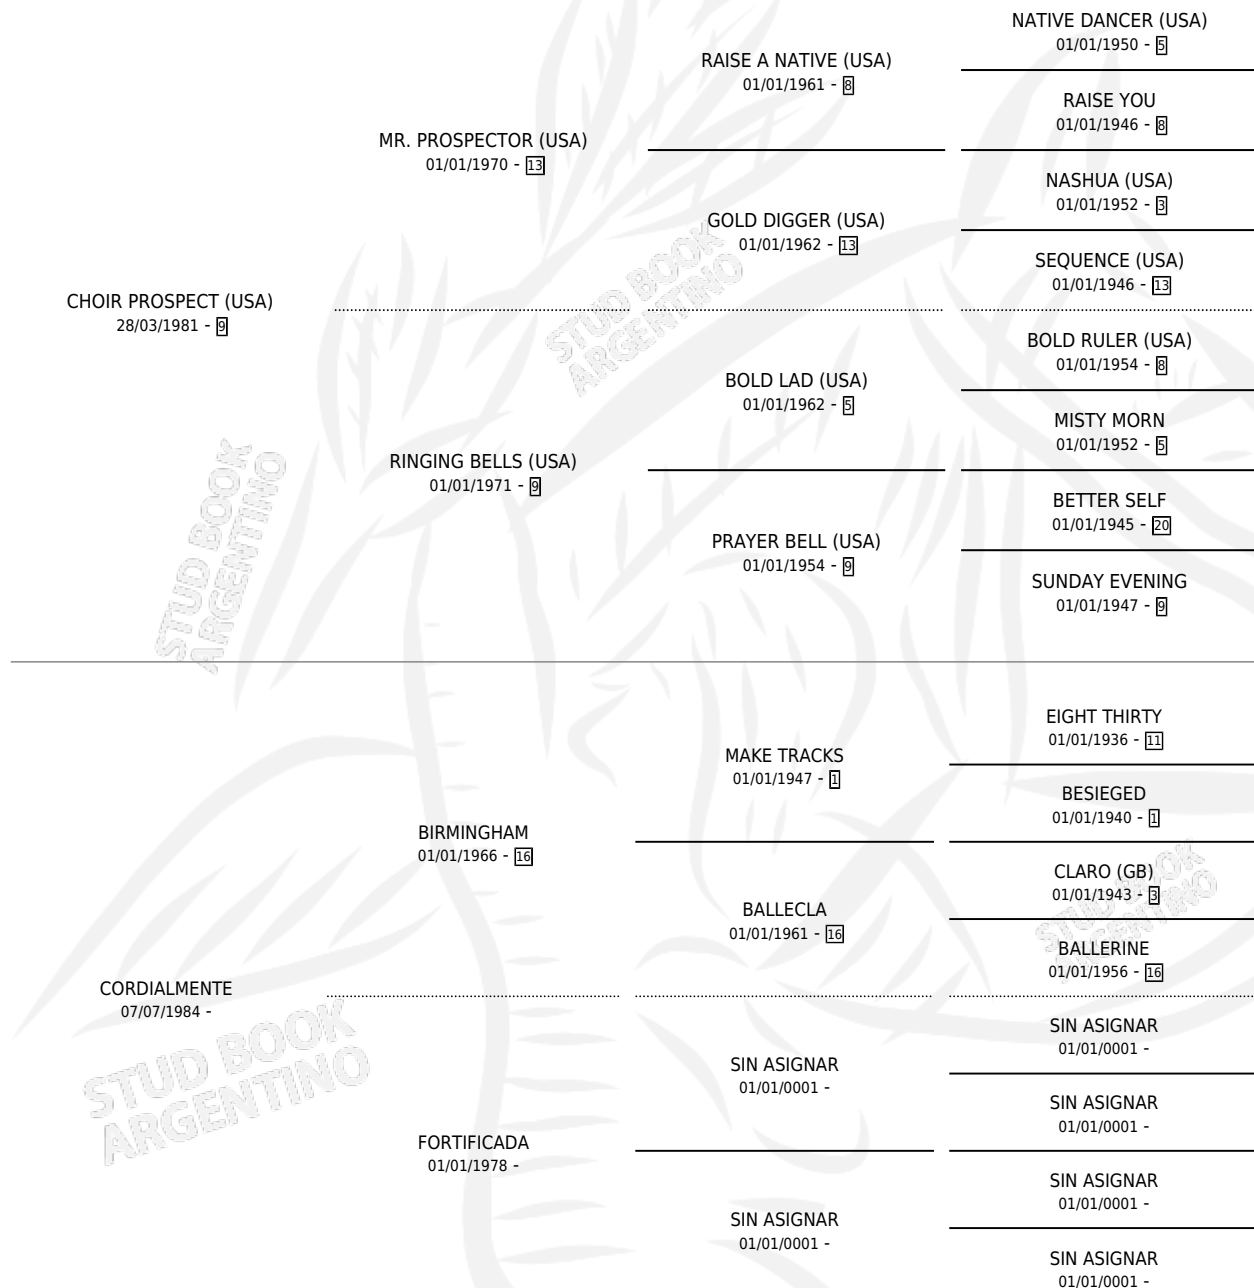 NATIVE DANCER (USA)
01/01/1950 - 5
RAISE A NATIVE (USA)
01/01/1961 - 8
RAISE YOU
01/01/1946 - 8
MR. PROSPECTOR (USA)
01/01/1970 - 13
NASHUA (USA)
01/01/1952 - 3
GOLD DIGGER (USA)
01/01/1962 - 13
SEQUENCE (USA)
01/01/1946 - 13
CHOIR PROSPECT (USA)
28/03/1981 - 9
BOLD RULER (USA)
01/01/1954 - 8
BOLD LAD (USA)
01/01/1962 - 5
MISTY MORN
01/01/1952 - 5
RINGING BELLS (USA)
01/01/1971 - 9
BETTER SELF
01/01/1945 - 20
PRAYER BELL (USA)
01/01/1954 - 9
SUNDAY EVENING
01/01/1947 - 9
EIGHT THIRTY
01/01/1936 - 11
MAKE TRACKS
01/01/1947 - 1
BESIEGED
01/01/1940 - 1
BIRMINGHAM
01/01/1966 - 16
CLARO (GB)
01/01/1943 - 3
BALLECLA
01/01/1961 - 16
BALLERINE
01/01/1956 - 16
CORDIALMENTE
07/07/1984 -
SIN ASIGNAR
01/01/0001 -
SIN ASIGNAR
01/01/0001 -
SIN ASIGNAR
01/01/0001 -
FORTIFICADA
01/01/1978 -
SIN ASIGNAR
01/01/0001 -
SIN ASIGNAR
01/01/0001 -
SIN ASIGNAR
01/01/0001 -
STUD BOOK
ARGENTINO
STUD BOOK
ARGENTINO
STUD BOOK
ARGENTINO
STUD BOOK
ARGENTINO